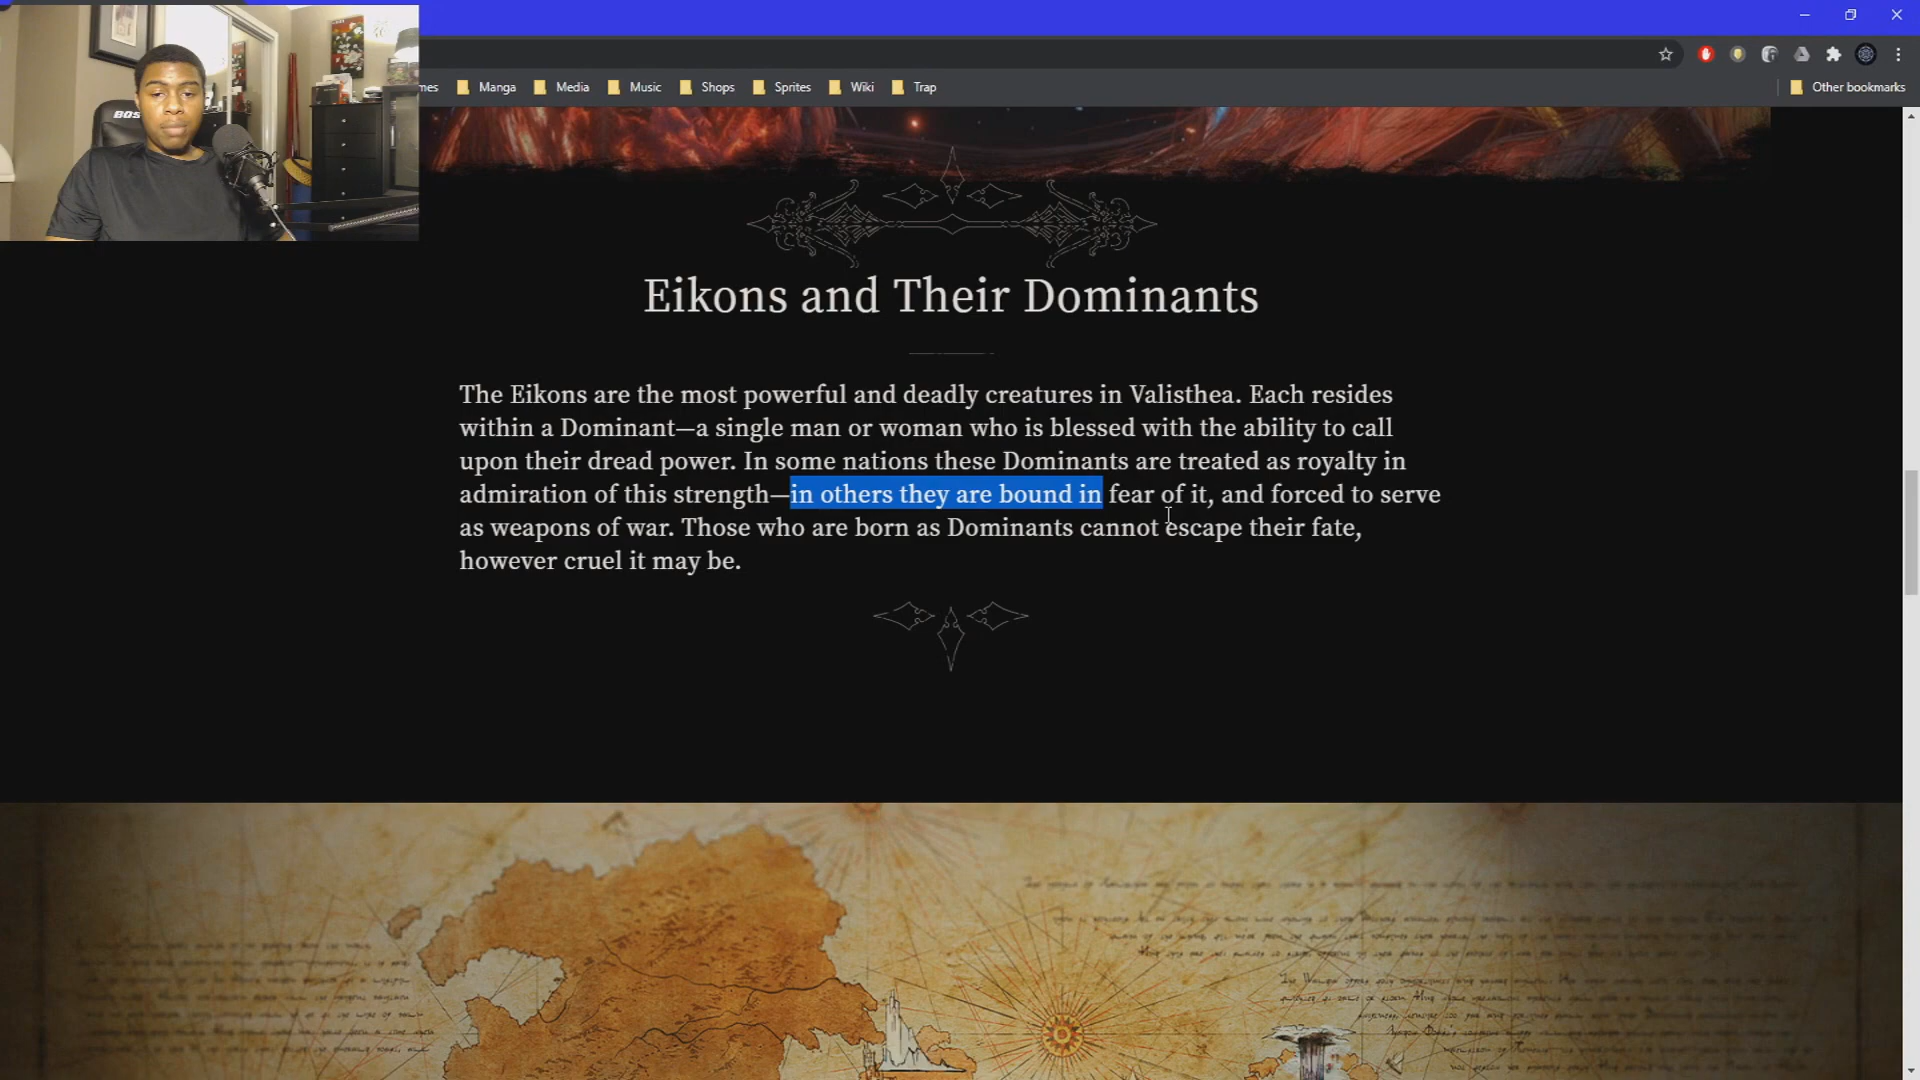 Manga Media Music Shops Sprites Wiki Trap Other bookmarks
Eikons and Their Dominants
The Eikons are the most powerful and deadly creatures in Valisthea. Each resides
within a Dominant—a single man or woman who is blessed with the ability to call
upon their dread power. In some nations these Dominants are treated as royalty in
admiration of this strength—in others they are bound in fear of it, and forced to serve
as weapons of war. Those who are born as Dominants cannot escape their fate,
however cruel it may be.